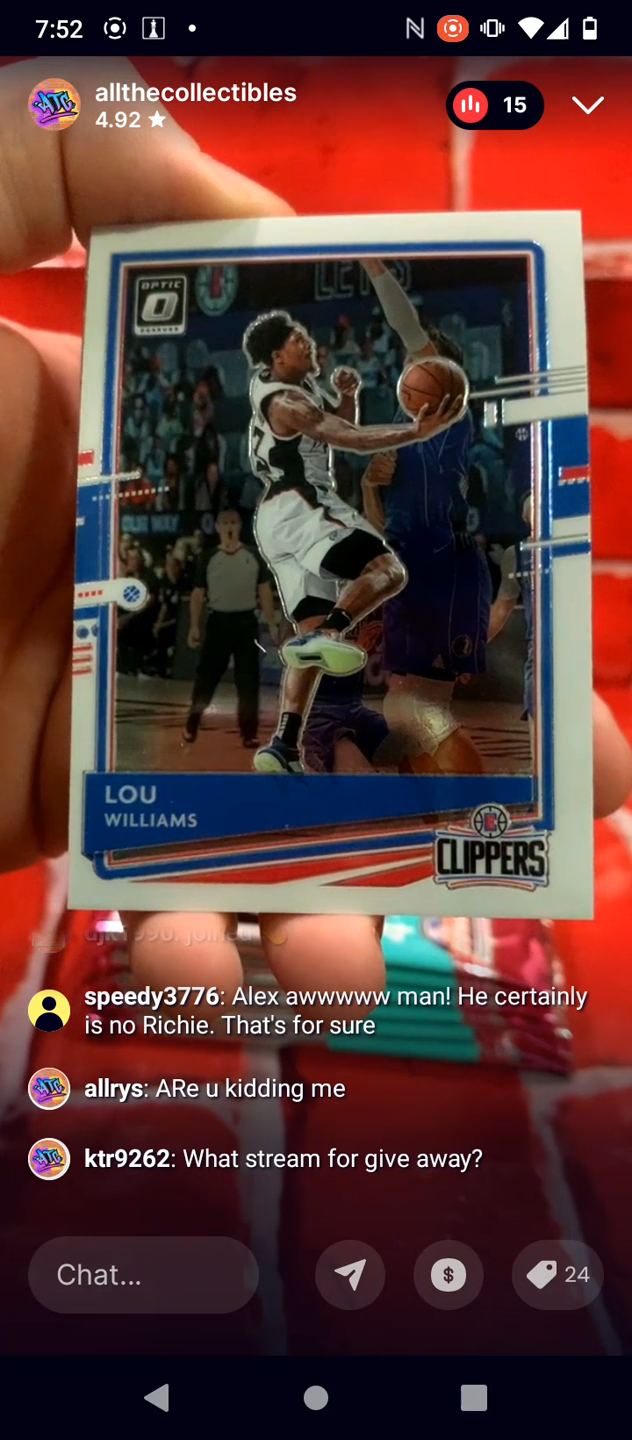 7:52
allthecollectibles
4.92 ★
15
OPTIC
DONRUSS
LOU
WILLIAMS
CLIPPERS
speedy3776: Alex awwwww man! He certainly
is no Richie. That's for sure
allrys: ARe u kidding me
ktr9262: What stream for give away?
Chat...
$
24